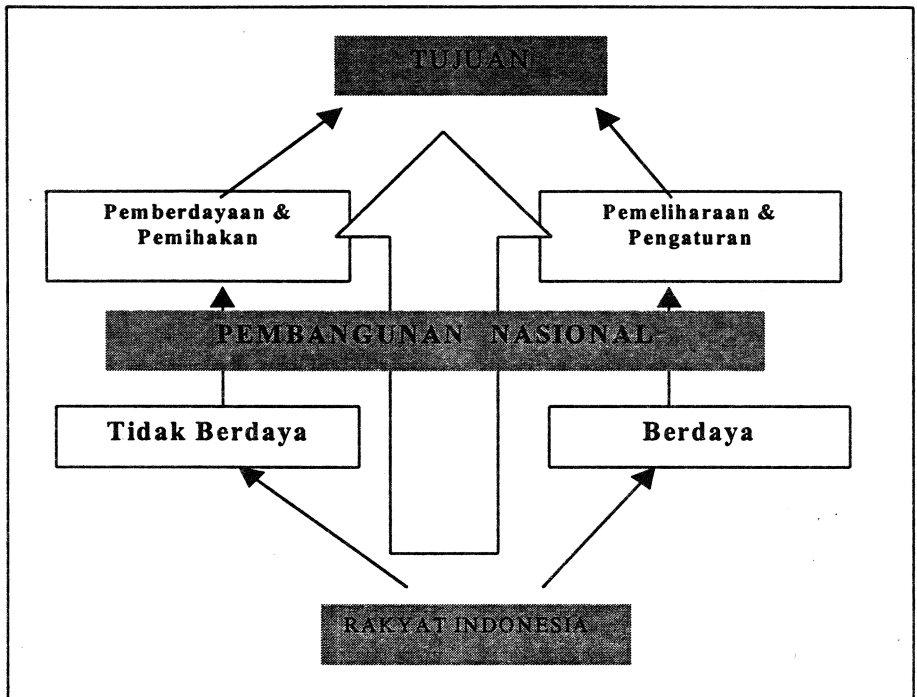 TUJUAN
Pemberdayaan &
Pemihakan
Pemeliharaan &
Pengaturan
PEMBANGUNAN NASIONAL
Tidak Berdaya
Berdaya
RAKYAT INDONESIA